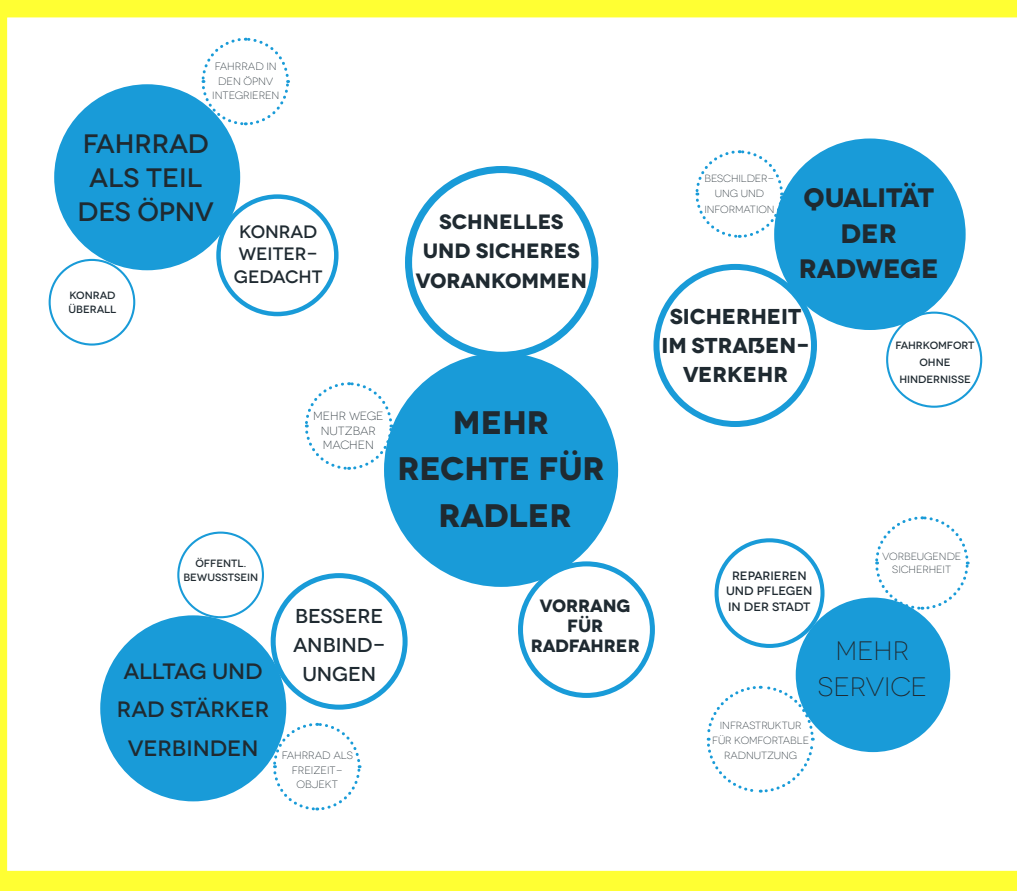 FAHRRAD IN
DEN ÖPNV
INTEGRIEREN
FAHRRAD
ALS TEIL
DES ÖPNV
KONRAD
WEITER-
GEDACHT
KONRAD
ÜBERALL
SCHNELLES
UND SICHERES
VORANKOMMEN
BESCHILDER-
UNG UND
INFORMATION
QUALITÄT
DER
RADWEGE
SICHERHEIT
IM STRAßEN-
VERKEHR
FAHRKOMFORT
OHNE
HINDERNISSE
MEHR WEGE
NUTZBAR
MACHEN
MEHR
RECHTE FÜR
RADLER
VORRANG
FÜR
RADFAHRER
ÖFFENTL.
BEWUSSTSEIN
BESSERE
ANBIND-
UNGEN
ALLTAG UND
RAD STÄRKER
VERBINDEN
FAHRRAD ALS
FREIZEIT-
OBJEKT
VORBEUGENDE
SICHERHEIT
REPARIEREN
UND PFLEGEN
IN DER STADT
MEHR
SERVICE
INFRASTRUKTUR
FÜR KOMFORTABLE
RADNUTZUNG